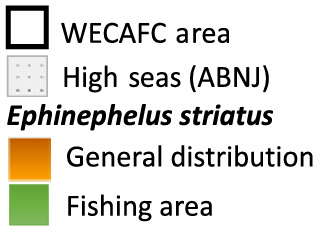 WECAFC area
High seas (ABNJ)
Ephinephelus striatus
General distribution
Fishing area